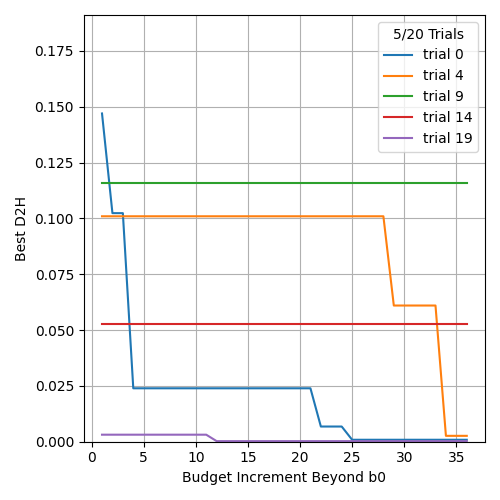 5/20 Trials
trial 0
trial 4
trial 9
trial 14
trial 19
Best D2H
0.175
0.150
0.125
0.100
0.075
0.050
0.025
0.000
0 5 10 15 20 25 30 35
Budget Increment Beyond b0